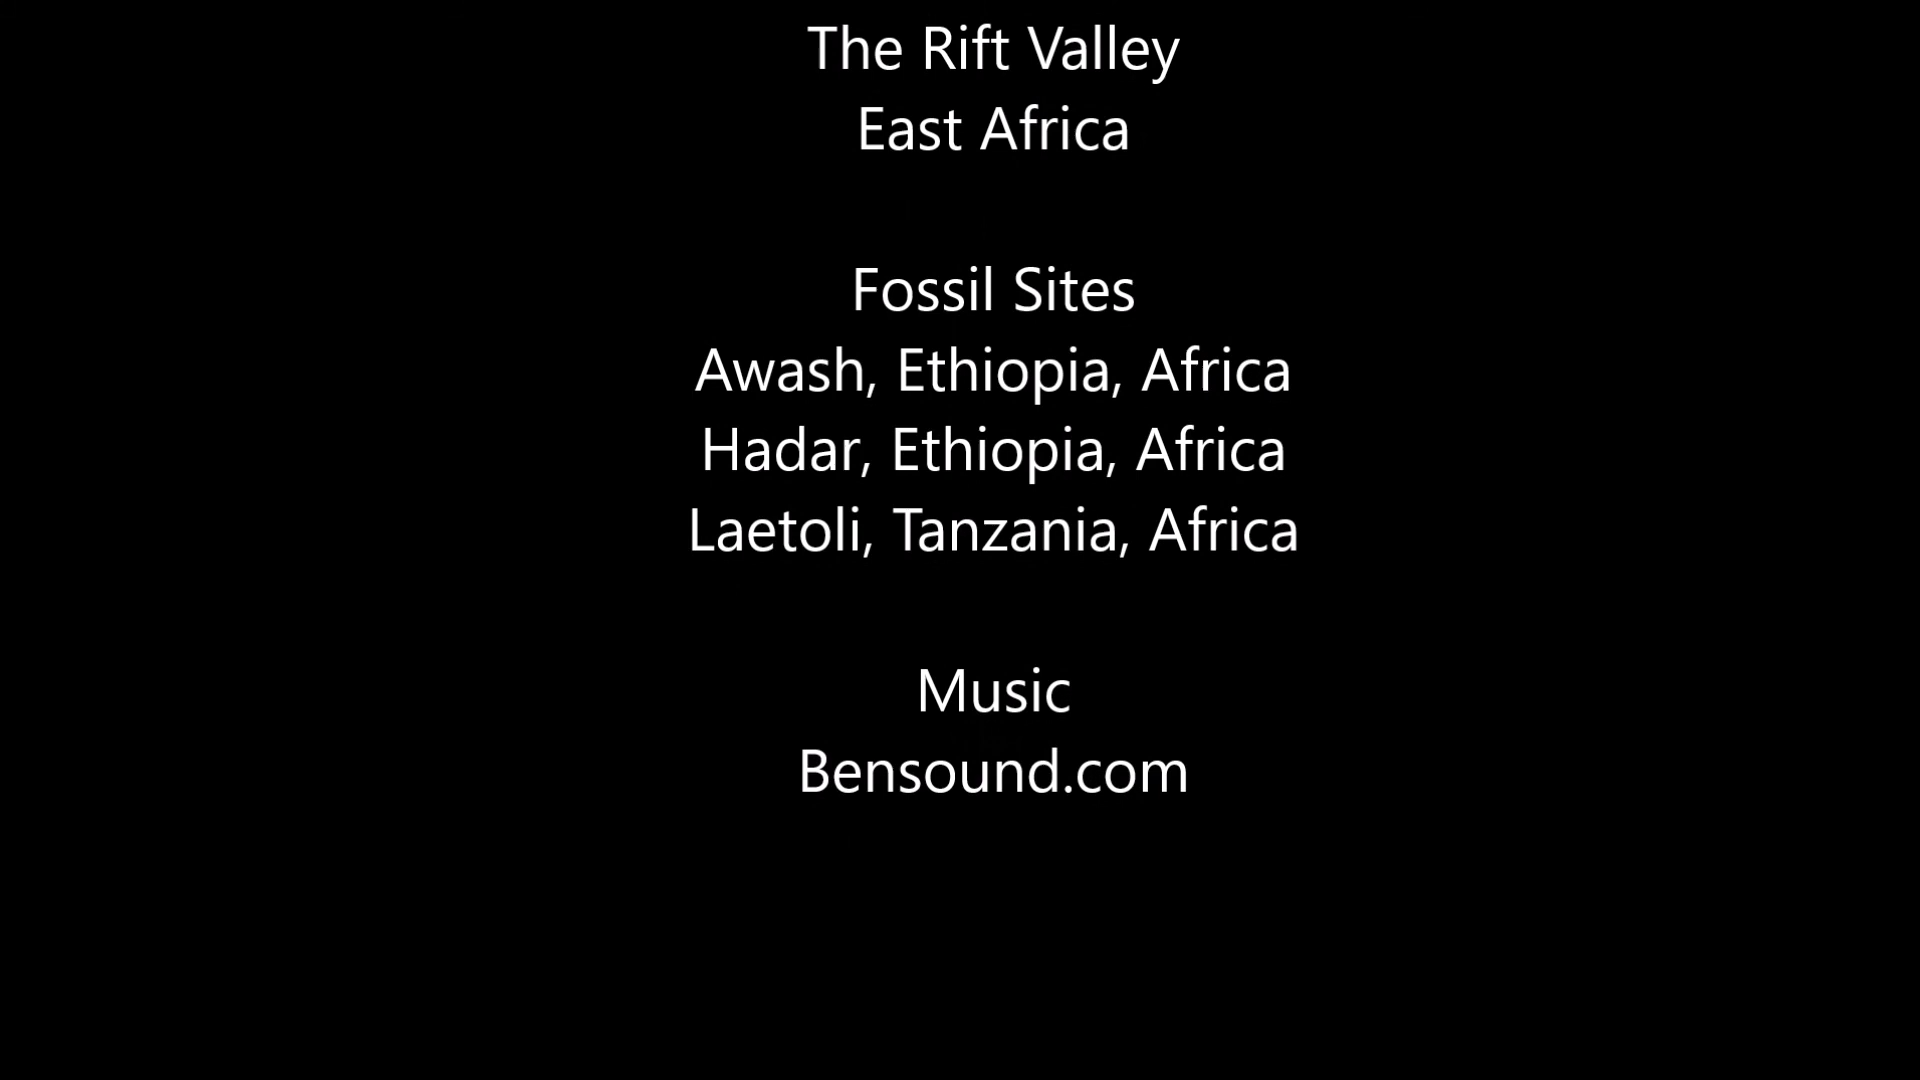 The Rift Valley
East Africa
Fossil Sites
Awash, Ethiopia, Africa
Hadar, Ethiopia, Africa
Laetoli, Tanzania, Africa
Music
Bensound.com